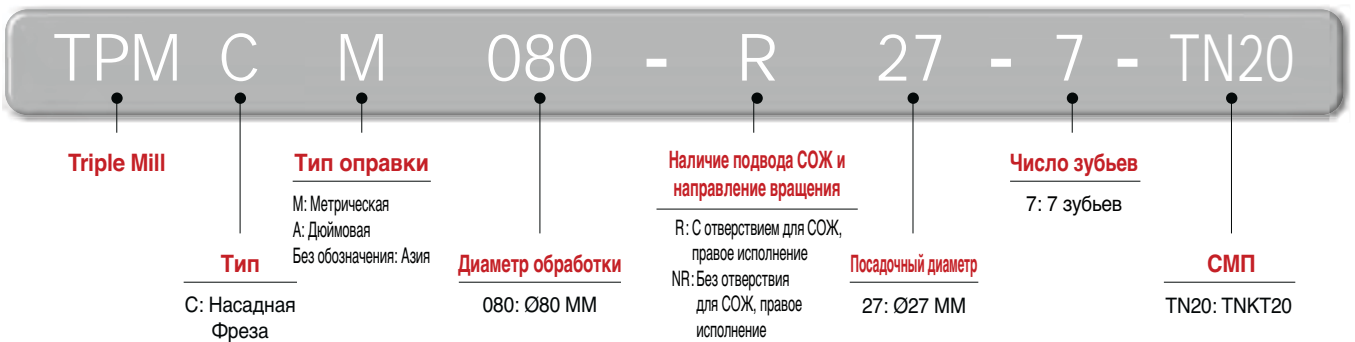 TPM C M 080 - R 27 - 7 - TN20
Triple Mill
Тип
C: Насадная
Фреза
Тип оправки
M: Метрическая
A: Дюймовая
Без обозначения: Азия
Диаметр обработки
080: Ø80 ММ
Наличие подвода СОЖ и
направление вращения
R: С отверстием для СОЖ,
правое исполнение
NR: Без отверстия
для СОЖ, правое
исполнение
Посадочный диаметр
27: Ø27 ММ
Число зубьев
7: 7 зубьев
СМП
TN20: TNKT20